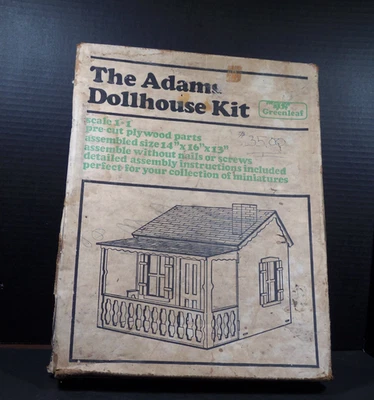 The Adams
Dollhouse Kit
Greenleaf
scale 1-1
pre-cut plywood parts
assembled size 14"x16"x13"
assemble without nails or screws
detailed assembly instructions included
perfect for your collection of miniatures